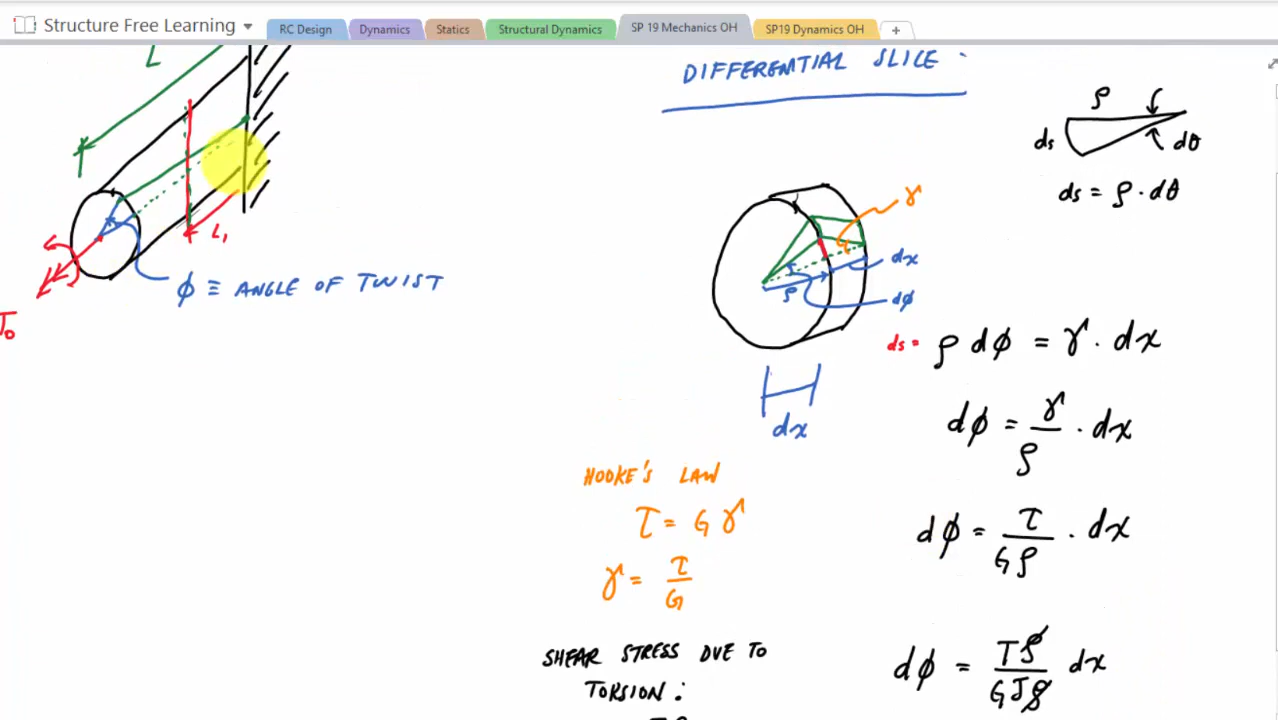 Structure Free Learning
RC Design
Dynamics
Statics
Structural Dynamics
SP 19 Mechanics OH
SP19 Dynamics OH
+
L
L₁
ϕ ≡ ANGLE OF TWIST
T₀
DIFFERENTIAL SLICE
ρ
ds
dθ
ds = ρ · dθ
γ
dx
ρ
dϕ
dx
ds = ρ dϕ = γ · dx
dϕ = γ/ρ · dx
HOOKE'S LAW
τ = G γ
γ = τ/G
dϕ = τ/Gρ · dx
SHEAR STRESS DUE TO
TORSION:
dϕ = Tρ/GJρ dx